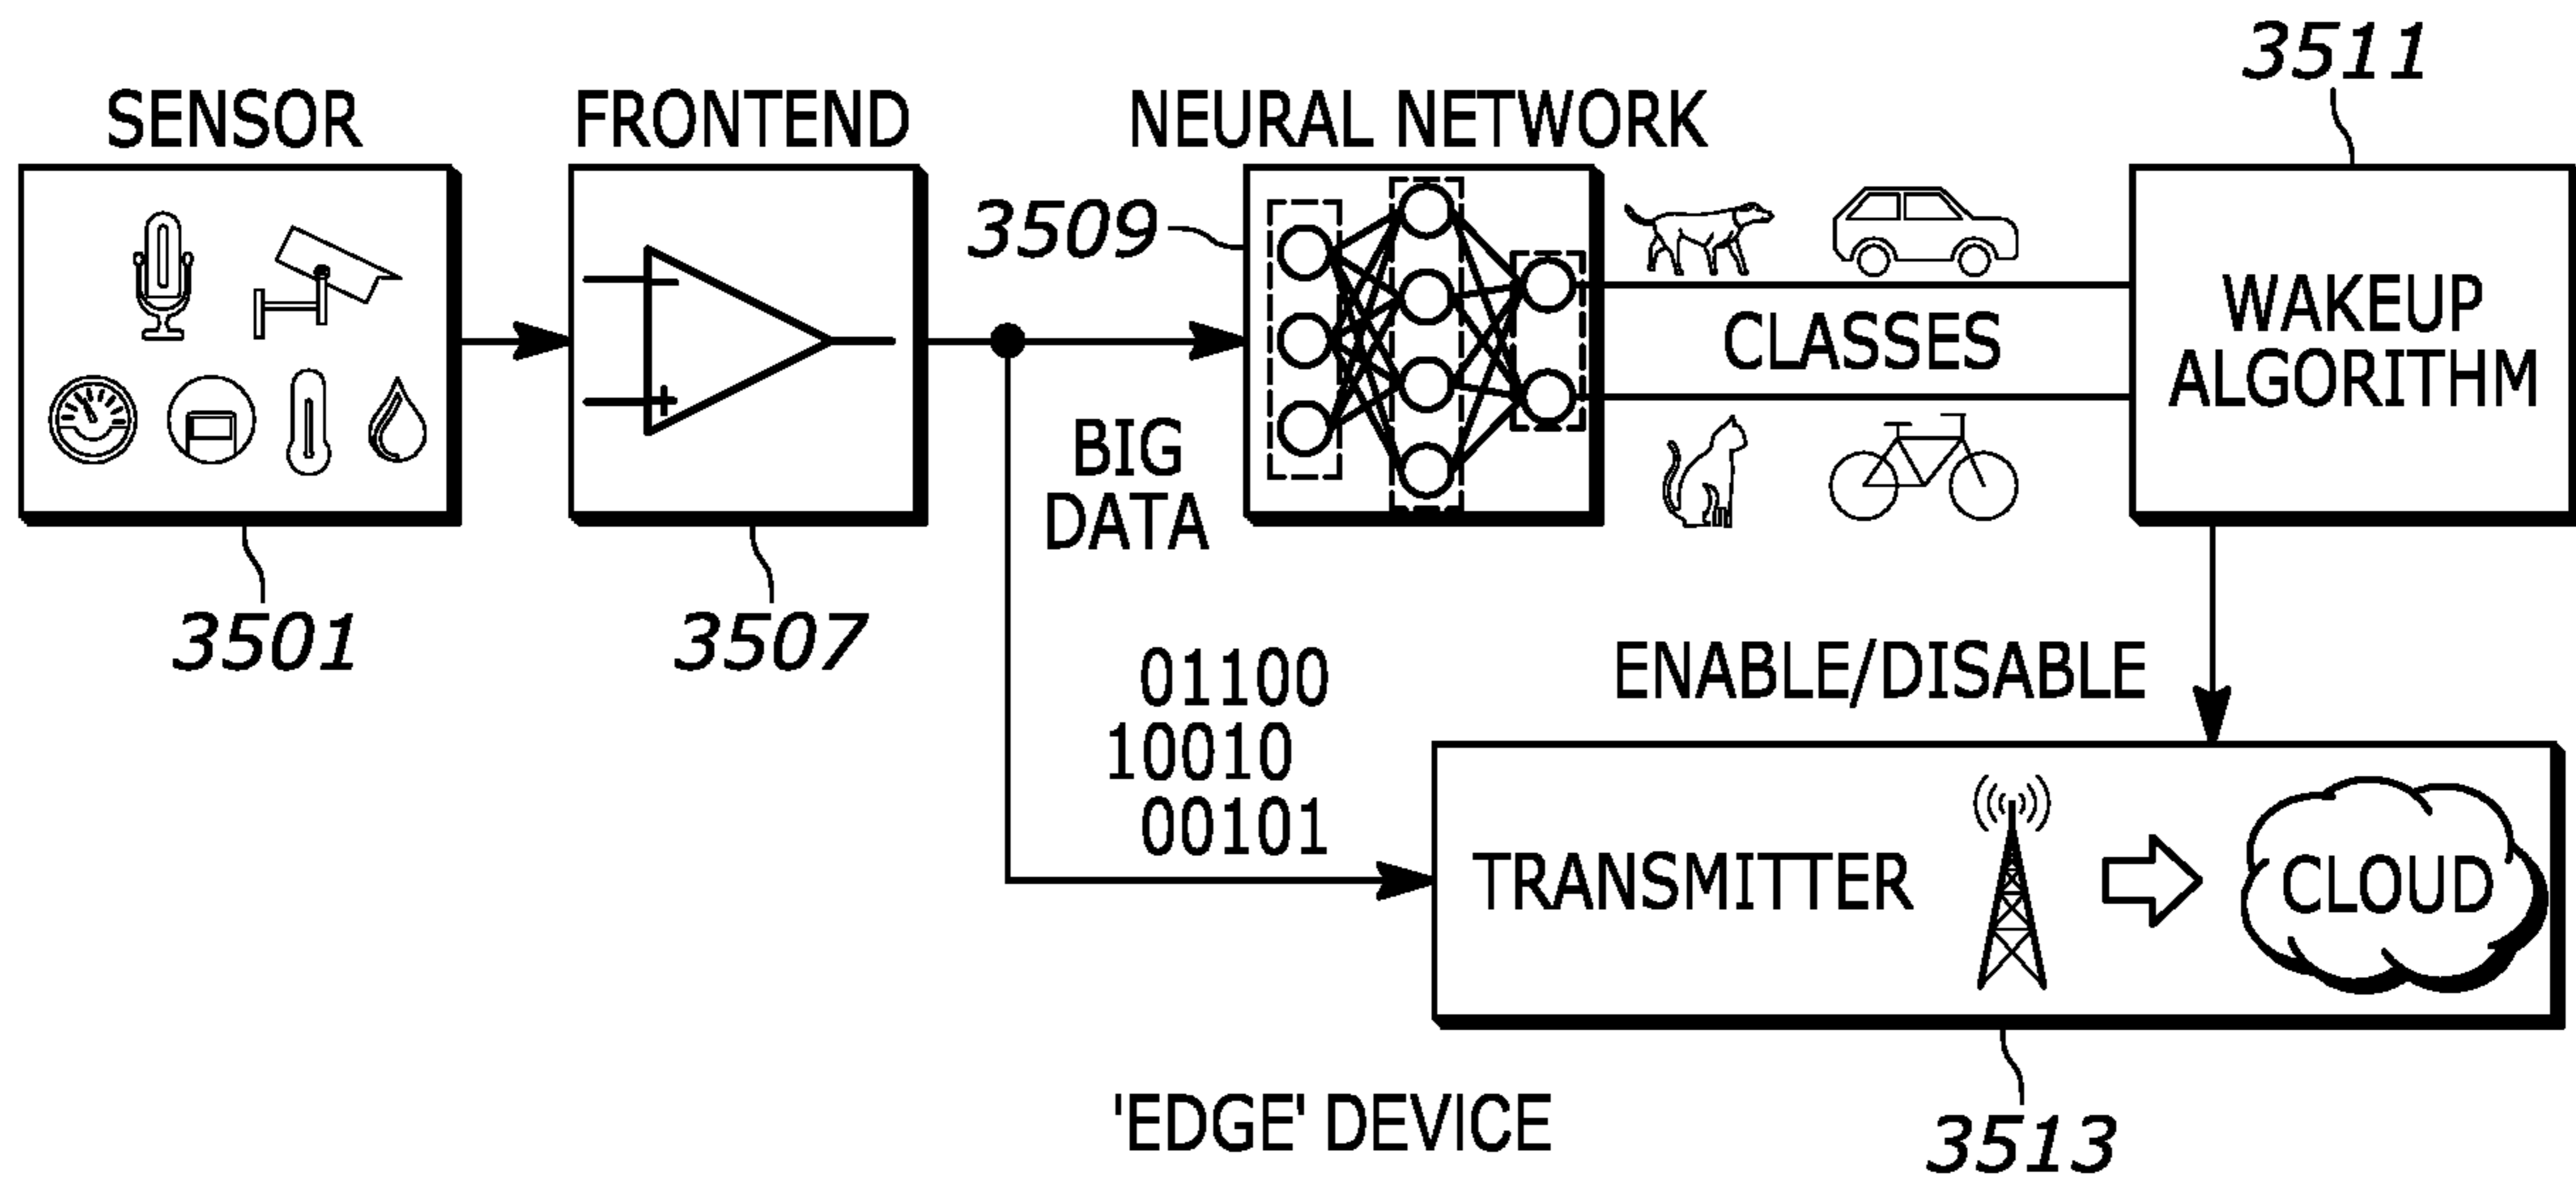 3511
SENSOR
FRONTEND
NEURAL NETWORK
3509
CLASSES
WAKEUP
ALGORITHM
BIG
DATA
3501
3507
01100
10010
00101
ENABLE/DISABLE
TRANSMITTER
CLOUD
'EDGE' DEVICE
3513